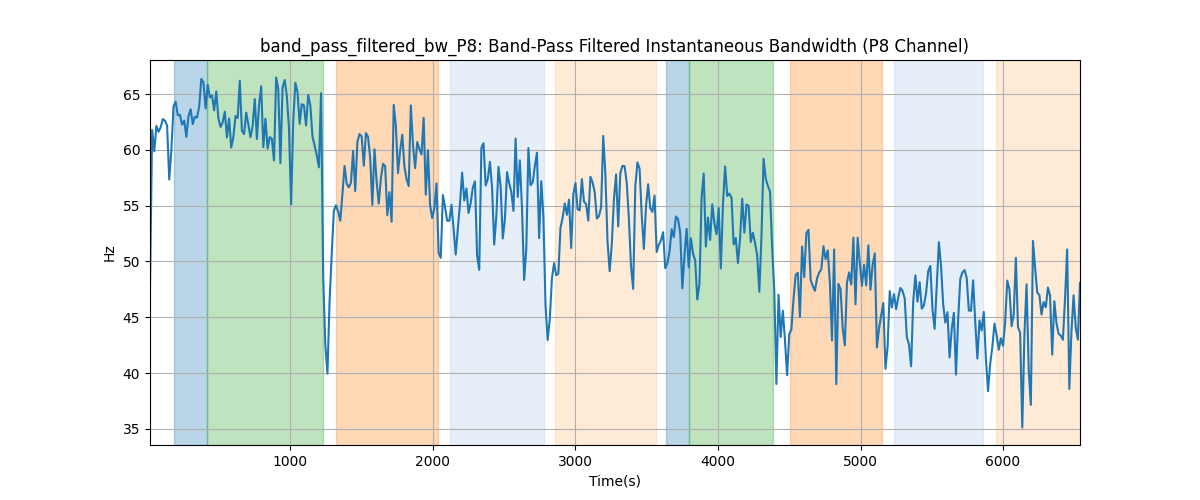 band_pass_filtered_bw_P8: Band-Pass Filtered Instantaneous Bandwidth (P8 Channel)
65
60
55
50
45
40
35
Hz
1000 2000 3000 4000 5000 6000
Time(s)